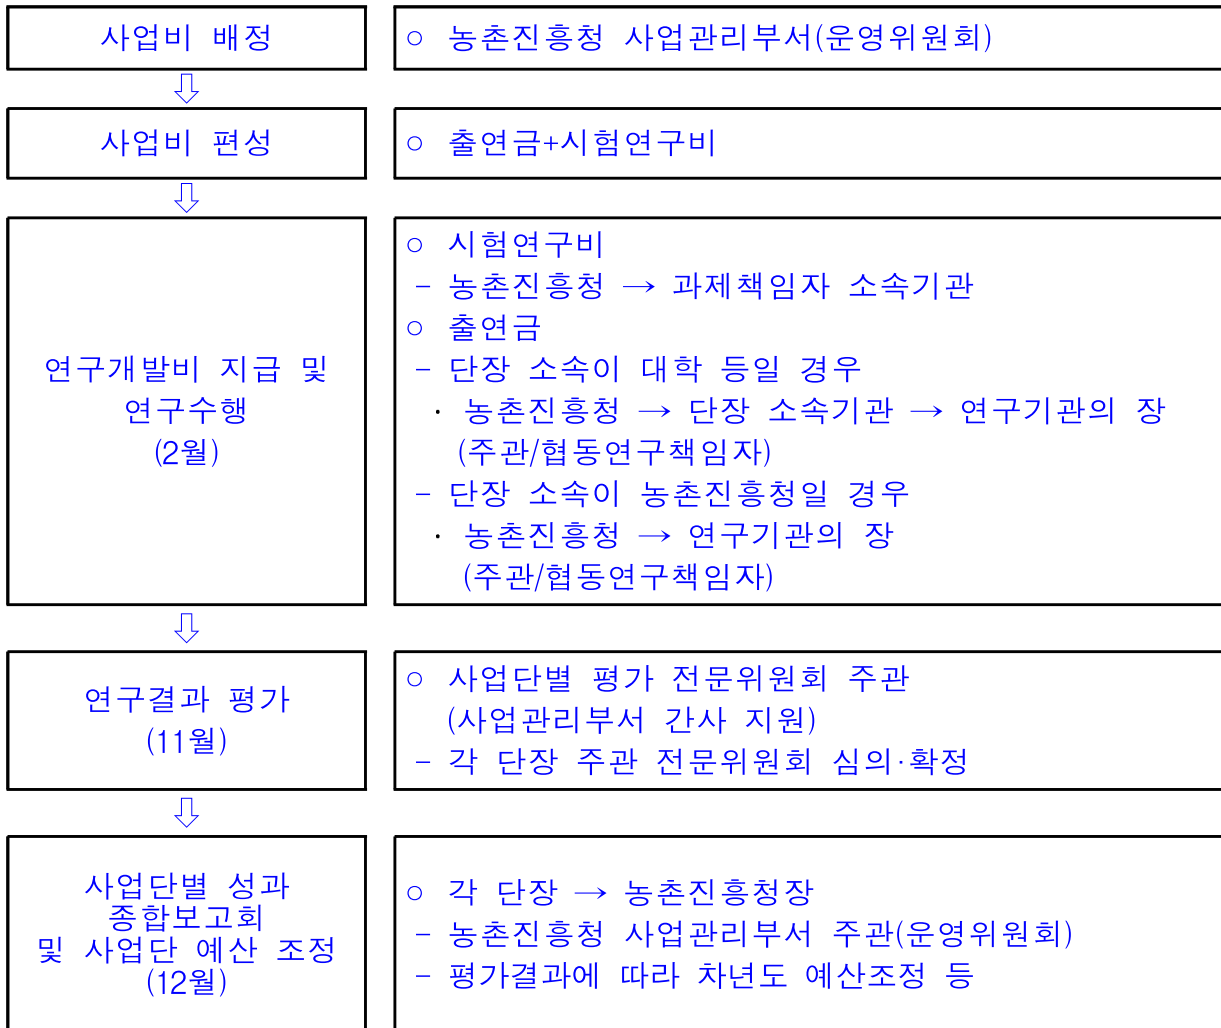 사업비 배정
○ 농촌진흥청 사업관리부서(운영위원회)
사업비 편성
○ 출연금+시험연구비
연구개발비 지급 및
연구수행
(2월)
○ 시험연구비
- 농촌진흥청 → 과제책임자 소속기관
○ 출연금
- 단장 소속이 대학 등일 경우
· 농촌진흥청 → 단장 소속기관 → 연구기관의 장
(주관/협동연구책임자)
- 단장 소속이 농촌진흥청일 경우
· 농촌진흥청 → 연구기관의 장
(주관/협동연구책임자)
연구결과 평가
(11월)
○ 사업단별 평가 전문위원회 주관
(사업관리부서 간사 지원)
- 각 단장 주관 전문위원회 심의·확정
사업단별 성과
종합보고회
및 사업단 예산 조정
(12월)
○ 각 단장 → 농촌진흥청장
- 농촌진흥청 사업관리부서 주관(운영위원회)
- 평가결과에 따라 차년도 예산조정 등